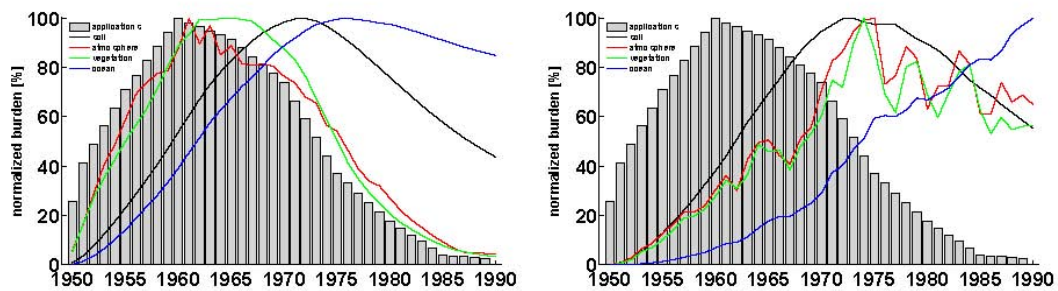 100
80
60
40
20
0
normalized burden [%]
application c
soil
atmosphere
vegetation
ocean
1950 1955 1960 1965 1970 1975 1980 1985 1990
100
80
60
40
20
0
normalized burden [%]
application c
soil
atmosphere
vegetation
ocean
1950 1955 1960 1965 1970 1975 1980 1985 1990